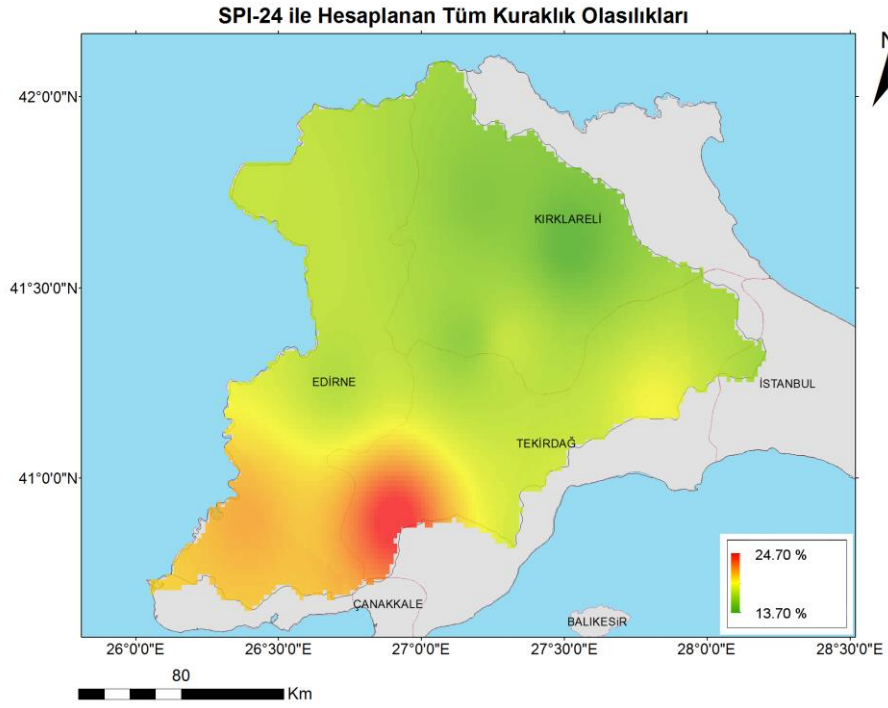 SPI-24 ile Hesaplanan Tüm Kuraklık Olasılıkları
N
42°0'0"N
KIRKLARELİ
41°30'0"N
EDİRNE
İSTANBUL
TEKİRDAĞ
41°0'0"N
24.70 %
13.70 %
ÇANAKKALE
BALIKESİR
26°0'0"E
26°30'0"E
27°0'0"E
27°30'0"E
28°0'0"E
28°30'0"E
80
Km